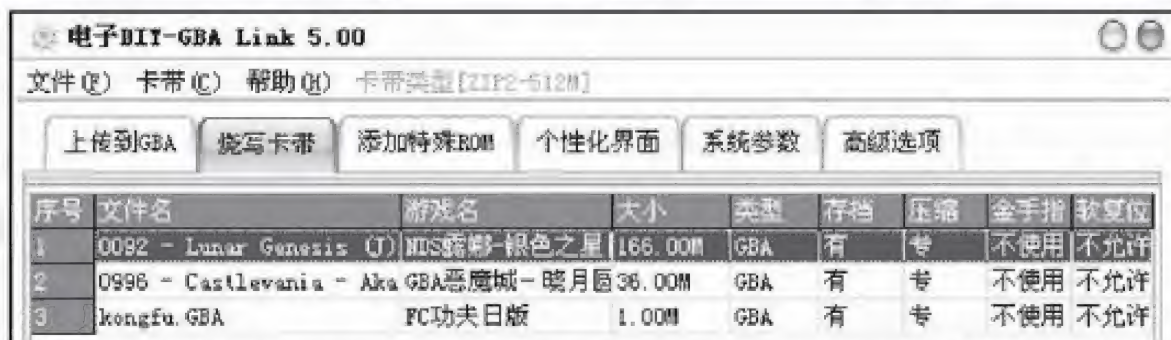 电子DIY-GBA Link 5.00
文件(F) 卡带(C) 帮助(H) 卡带类型[ZIP2-512M]
上传到GBA 烧写卡带 添加特殊ROM 个性化界面 系统参数 高级选项
序号 文件名 游戏名 大小 类型 存档 压缩 金手指 软复位
1 0092 - Lunar Genesis (J) NDS露娜-银色之星 166.00M GBA 有 专 不使用 不允许
2 0996 - Castlevania - Aka GBA恶魔城-晓月 36.00M GBA 有 专 不使用 不允许
3 kongfu.GBA FC功夫日版 1.00M GBA 有 专 不使用 不允许